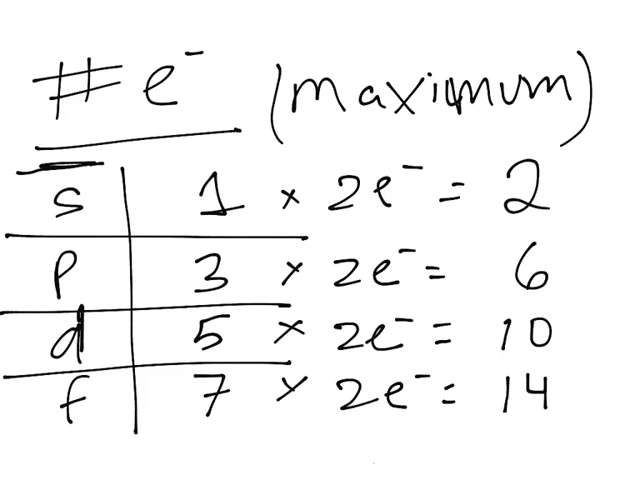 # e⁻ (maximum)
s 1 × 2e⁻ = 2
p 3 × 2e⁻ = 6
d 5 × 2e⁻ = 10
f 7 × 2e⁻ = 14